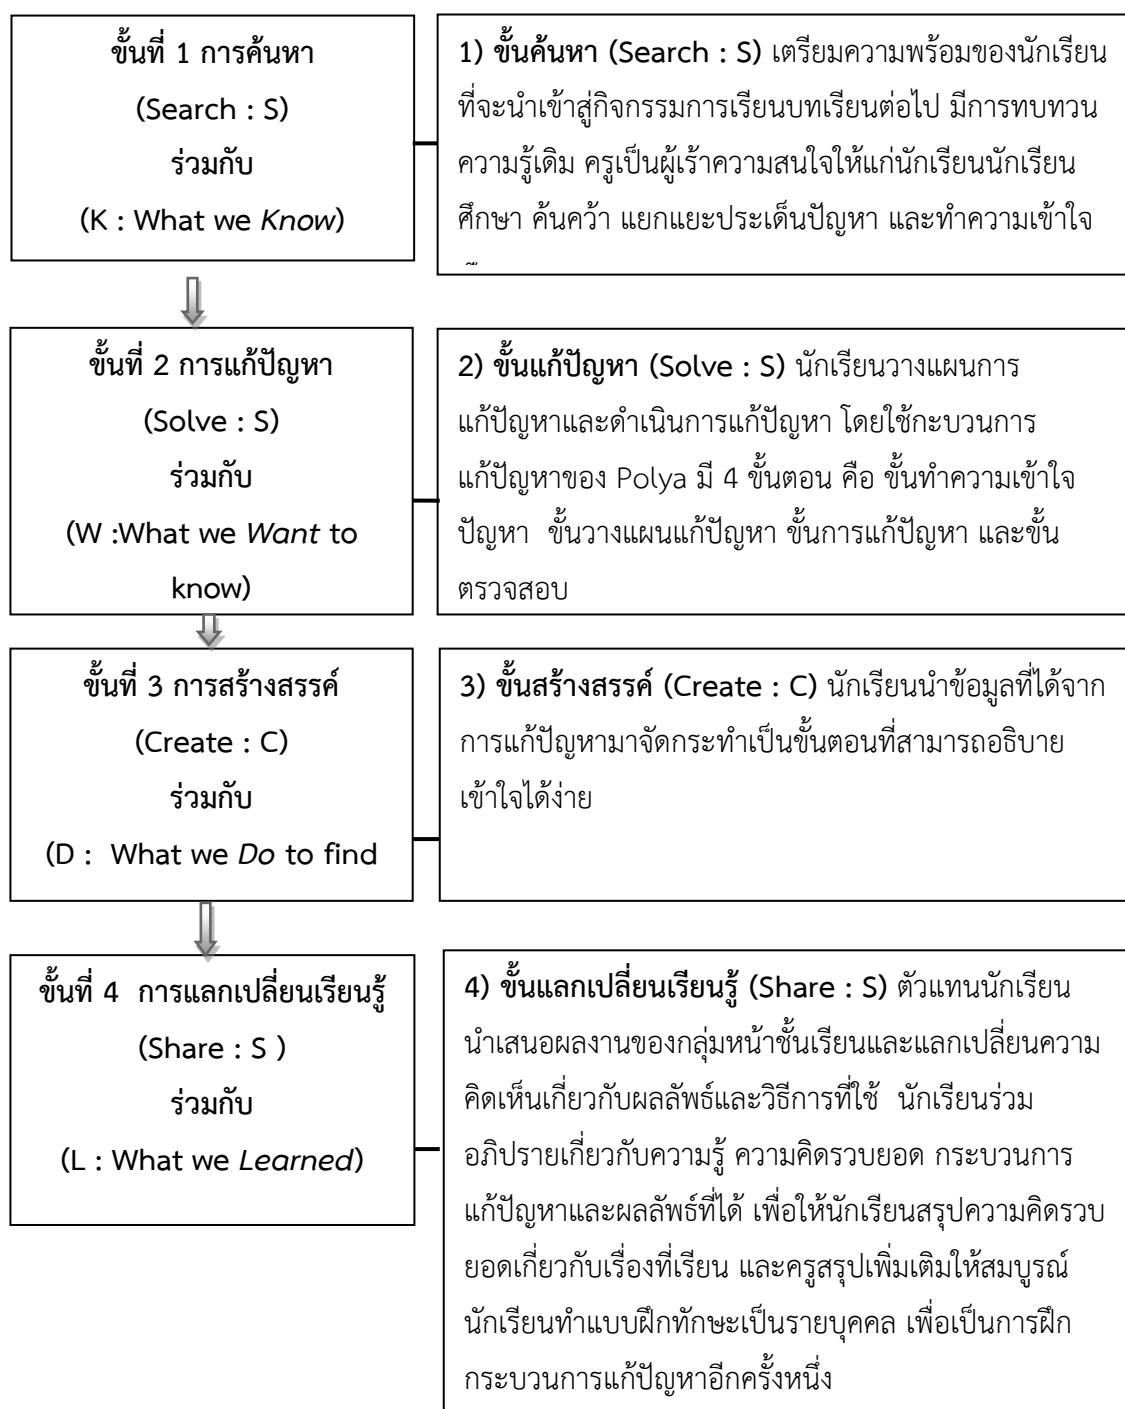 ขั้นที่ 1 การค้นหา
(Search : S)
ร่วมกับ
(K : What we Know)
1) ขั้นค้นหา (Search : S) เตรียมความพร้อมของนักเรียน
ที่จะนำเข้าสู่กิจกรรมการเรียนบทเรียนต่อไป มีการทบทวน
ความรู้เดิม ครูเป็นผู้เร้าความสนใจให้แก่นักเรียนนักเรียน
ศึกษา ค้นคว้า แยกแยะประเด็นปัญหา และทำความเข้าใจ
ขั้นที่ 2 การแก้ปัญหา
(Solve : S)
ร่วมกับ
(W :What we Want to
know)
2) ขั้นแก้ปัญหา (Solve : S) นักเรียนวางแผนการ
แก้ปัญหาและดำเนินการแก้ปัญหา โดยใช้กะบวนการ
แก้ปัญหาของ Polya มี 4 ขั้นตอน คือ ขั้นทำความเข้าใจ
ปัญหา  ขั้นวางแผนแก้ปัญหา ขั้นการแก้ปัญหา และขั้น
ตรวจสอบ
ขั้นที่ 3 การสร้างสรรค์
(Create : C)
ร่วมกับ
(D :  What we Do to find
3) ขั้นสร้างสรรค์ (Create : C) นักเรียนนำข้อมูลที่ได้จาก
การแก้ปัญหามาจัดกระทำเป็นขั้นตอนที่สามารถอธิบาย
เข้าใจได้ง่าย
ขั้นที่ 4  การแลกเปลี่ยนเรียนรู้
(Share : S )
ร่วมกับ
(L : What we Learned)
4) ขั้นแลกเปลี่ยนเรียนรู้ (Share : S) ตัวแทนนักเรียน
นำเสนอผลงานของกลุ่มหน้าชั้นเรียนและแลกเปลี่ยนความ
คิดเห็นเกี่ยวกับผลลัพธ์และวิธีการที่ใช้  นักเรียนร่วม
อภิปรายเกี่ยวกับความรู้ ความคิดรวบยอด กระบวนการ
แก้ปัญหาและผลลัพธ์ที่ได้ เพื่อให้นักเรียนสรุปความคิดรวบ
ยอดเกี่ยวกับเรื่องที่เรียน และครูสรุปเพิ่มเติมให้สมบูรณ์
นักเรียนทำแบบฝึกทักษะเป็นรายบุคคล เพื่อเป็นการฝึก
กระบวนการแก้ปัญหาอีกครั้งหนึ่ง